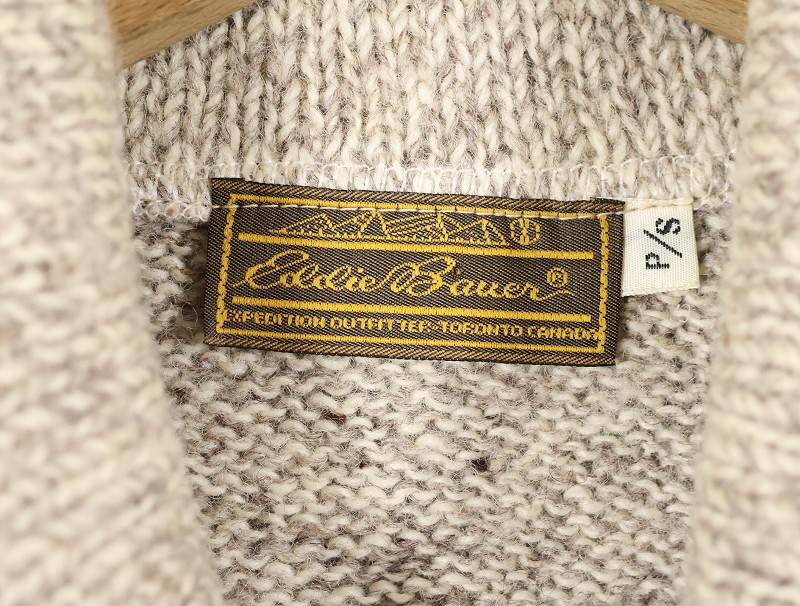 Eddie Bauer®
EXPEDITION OUTFITTER·TORONTO CANADA
P/S